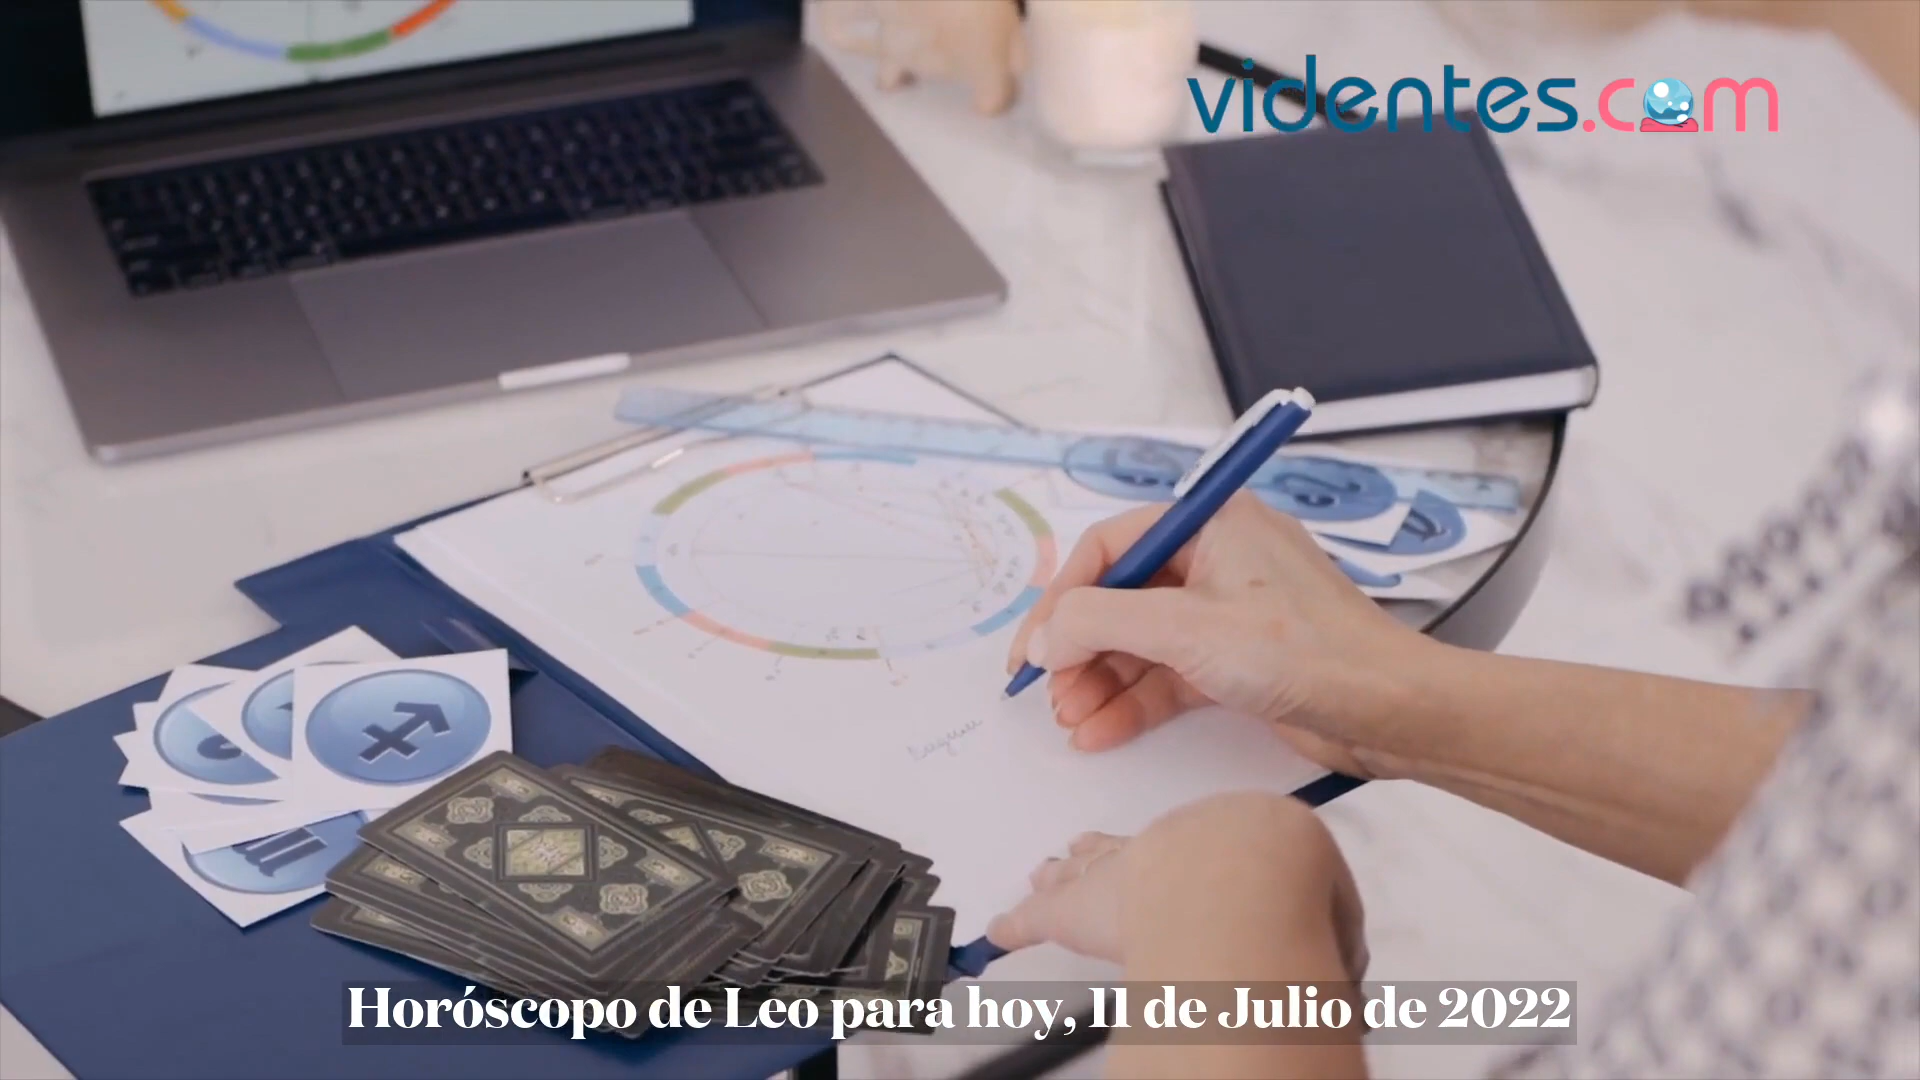 videntes.com
Horóscopo de Leo para hoy, 11 de Julio de 2022